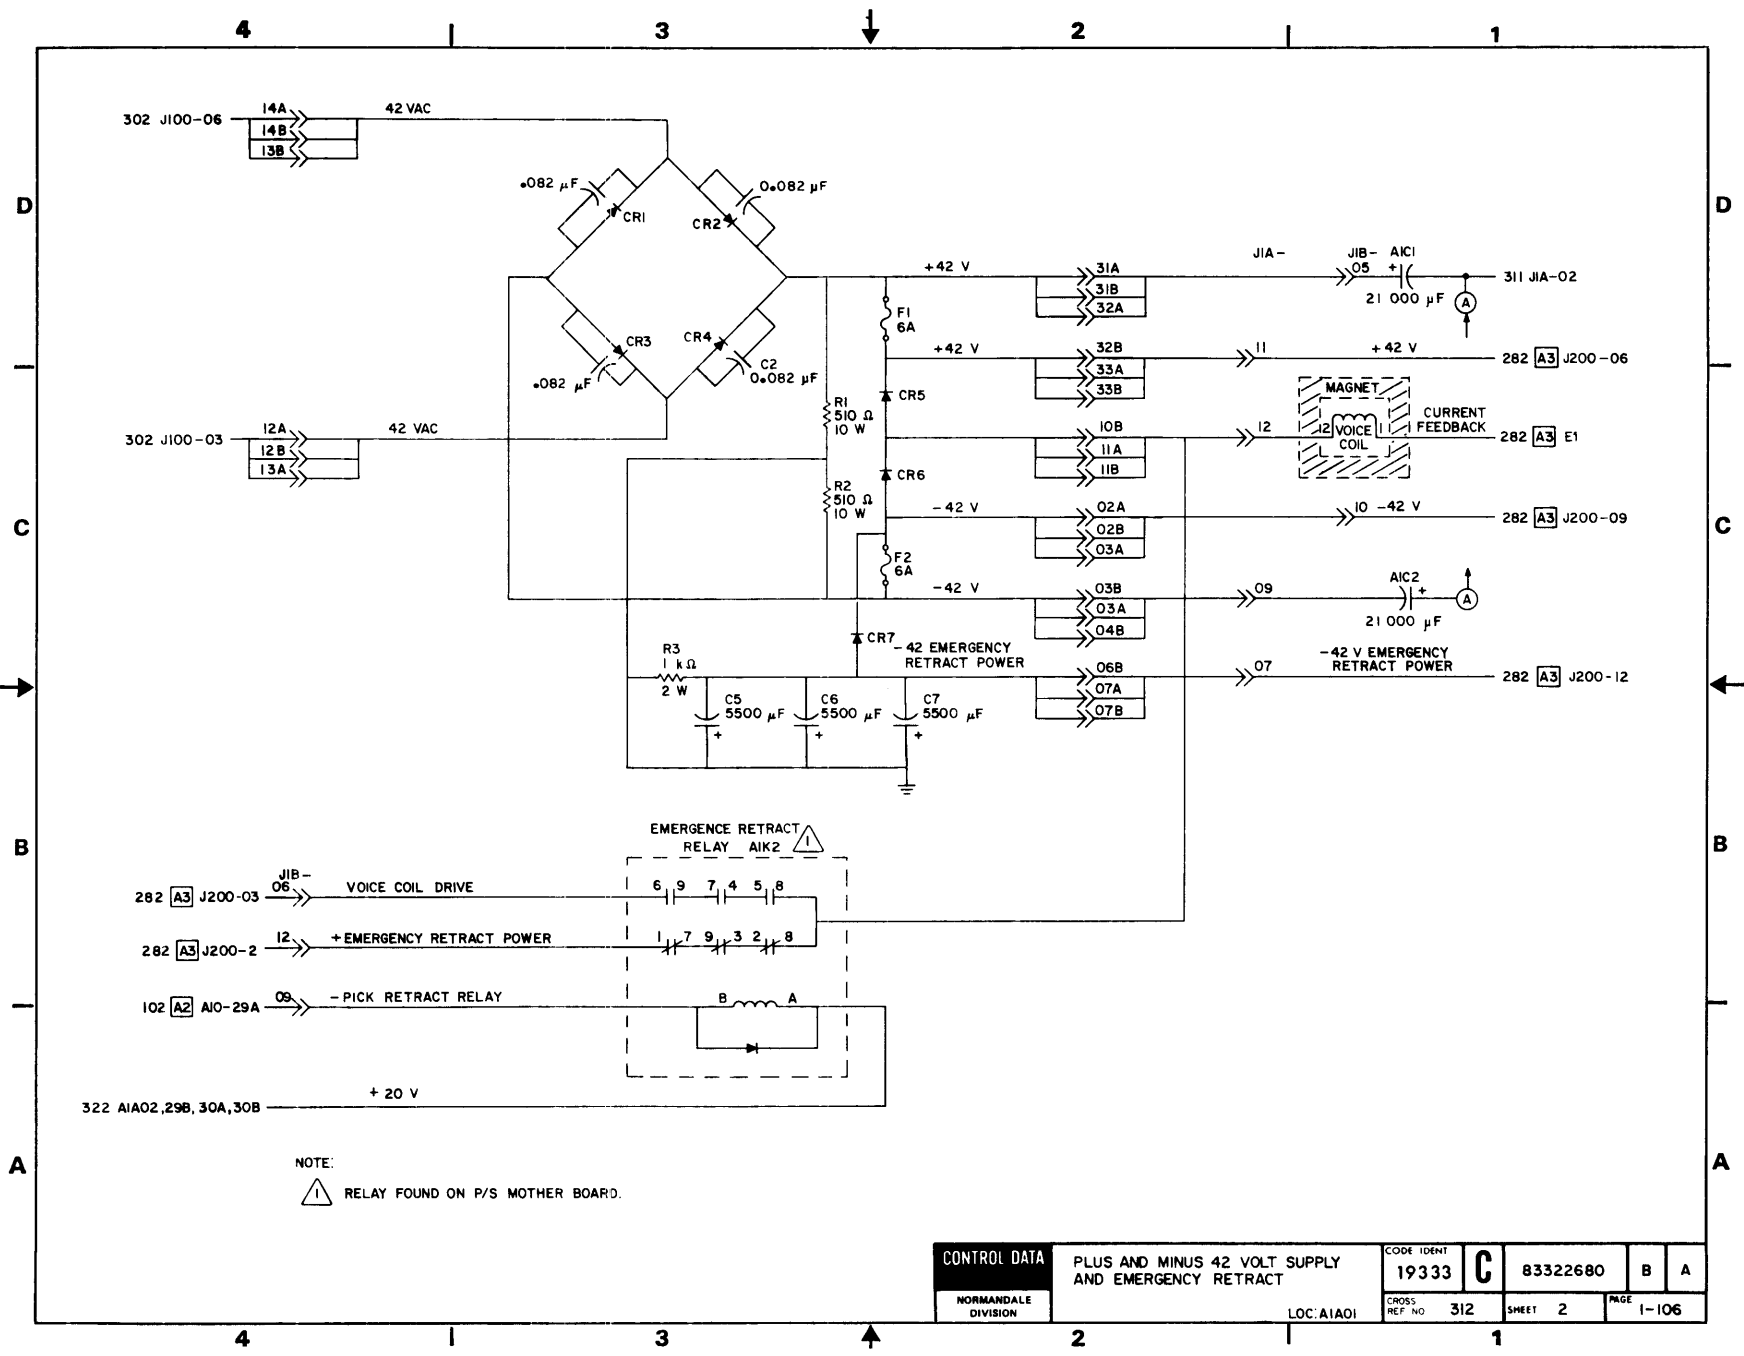 4 3 2 1
302 J100-06
14A
14B
13B
42 VAC
.082 µF
0.082 µF
CR1
CR2
D
D
+42 V
31A
31B
32A
J1A-
J1B-
05
A1C1
+
21 000 µF
311 J1A-02
A
F1
6A
+42 V
32B
33A
33B
11
+42 V
282 A3 J200-06
CR3
CR4
.082 µF
C2
0.082 µF
R1
510 Ω
10 W
CR5
MAGNET
12
VOICE
COIL
1
CURRENT
FEEDBACK
302 J100-03
12A
12B
13A
42 VAC
10B
11A
11B
12
282 A3 E1
CR6
R2
510 Ω
10 W
-42 V
02A
02B
03A
10 -42 V
282 A3 J200-09
C
C
F2
6A
-42 V
03B
03A
04B
09
A1C2
+
21 000 µF
A
CR7
-42 EMERGENCY
RETRACT POWER
R3
1 kΩ
2 W
06B
07A
07B
07
-42 V EMERGENCY
RETRACT POWER
282 A3 J200-12
C5
5500 µF
+
C6
5500 µF
+
C7
5500 µF
+
EMERGENCE RETRACT
RELAY A1K2
1
B
B
282 A3 J200-03
J1B-
06
VOICE COIL DRIVE
6 9 7 4 5 8
282 A3 J200-2
12
+EMERGENCY RETRACT POWER
1 7 9 3 2 8
102 A2 A10-29A
09
-PICK RETRACT RELAY
B A
322 A1A02,29B,30A,30B
+20 V
A
A
NOTE:
1 RELAY FOUND ON P/S MOTHER BOARD.
CONTROL DATA
NORMANDALE
DIVISION
PLUS AND MINUS 42 VOLT SUPPLY
AND EMERGENCY RETRACT
LOC:A1A01
CODE IDENT
19333
C
83322680
B
A
CROSS
REF NO 312
SHEET 2
PAGE
1-106
4 3 2 1